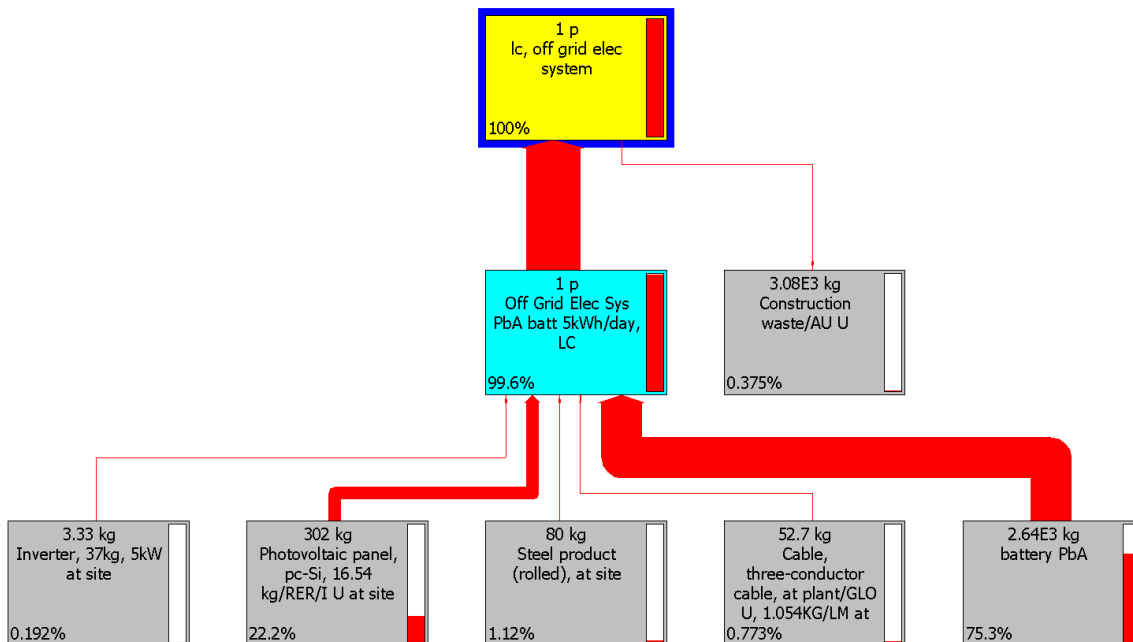 1 p
lc, off grid elec
system
100%
1 p
Off Grid Elec Sys
PbA batt 5kWh/day,
LC
99.6%
3.08E3 kg
Construction
waste/AU U
0.375%
3.33 kg
Inverter, 37kg, 5kW
at site
0.192%
302 kg
Photovoltaic panel,
pc-Si, 16.54
kg/RER/I U at site
22.2%
80 kg
Steel product
(rolled), at site
1.12%
52.7 kg
Cable,
three-conductor
cable, at plant/GLO
U, 1.054KG/LM at
0.773%
2.64E3 kg
battery PbA
75.3%